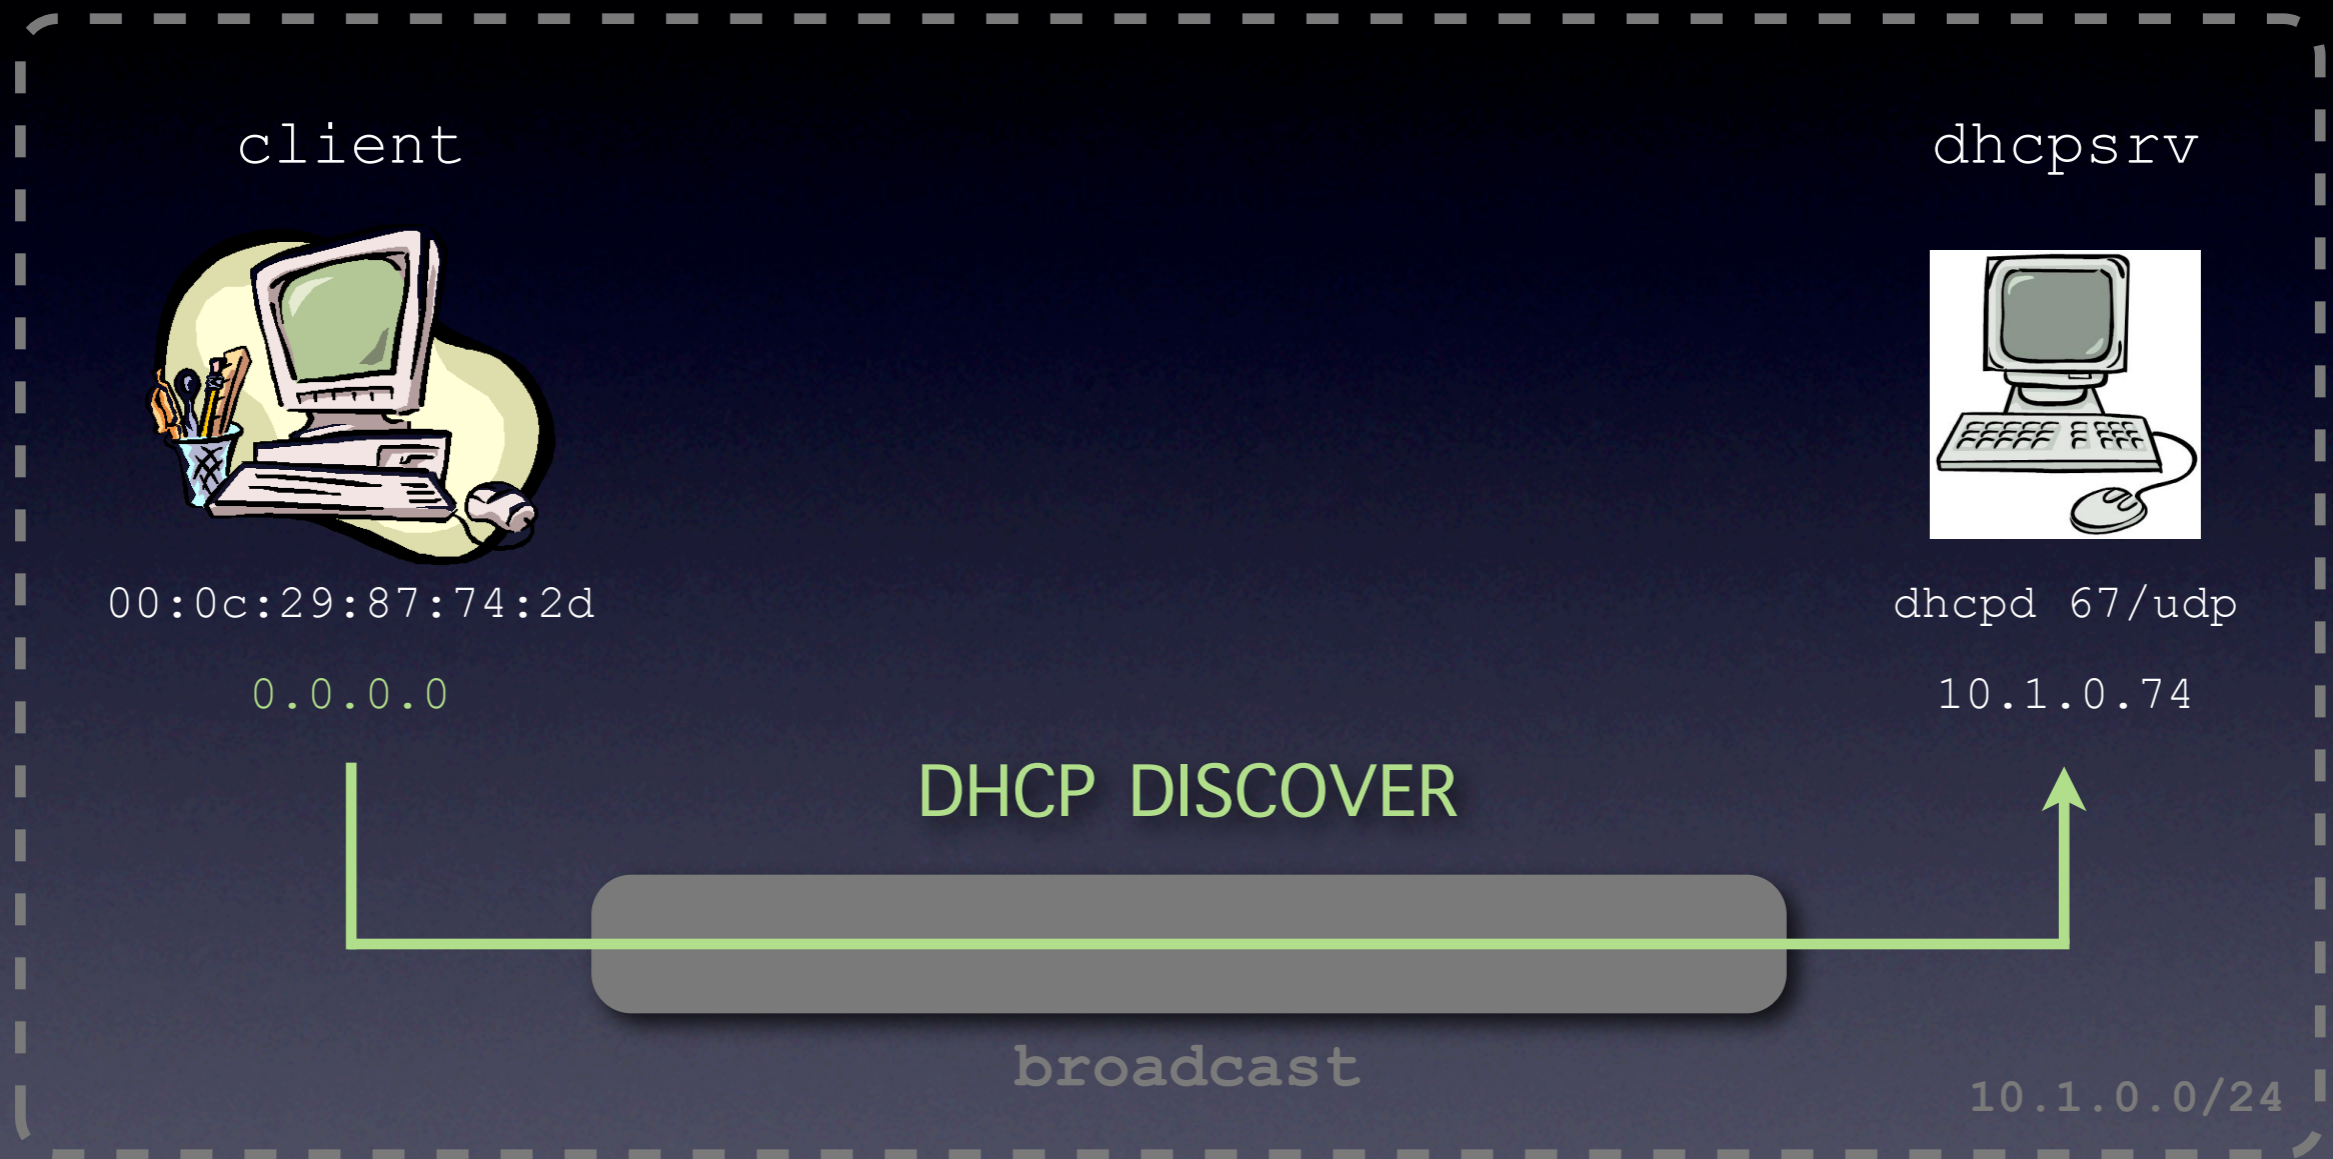 client
dhcpsrv
00:0c:29:87:74:2d
dhcpd 67/udp
0.0.0.0
10.1.0.74
DHCP DISCOVER
broadcast
10.1.0.0/24